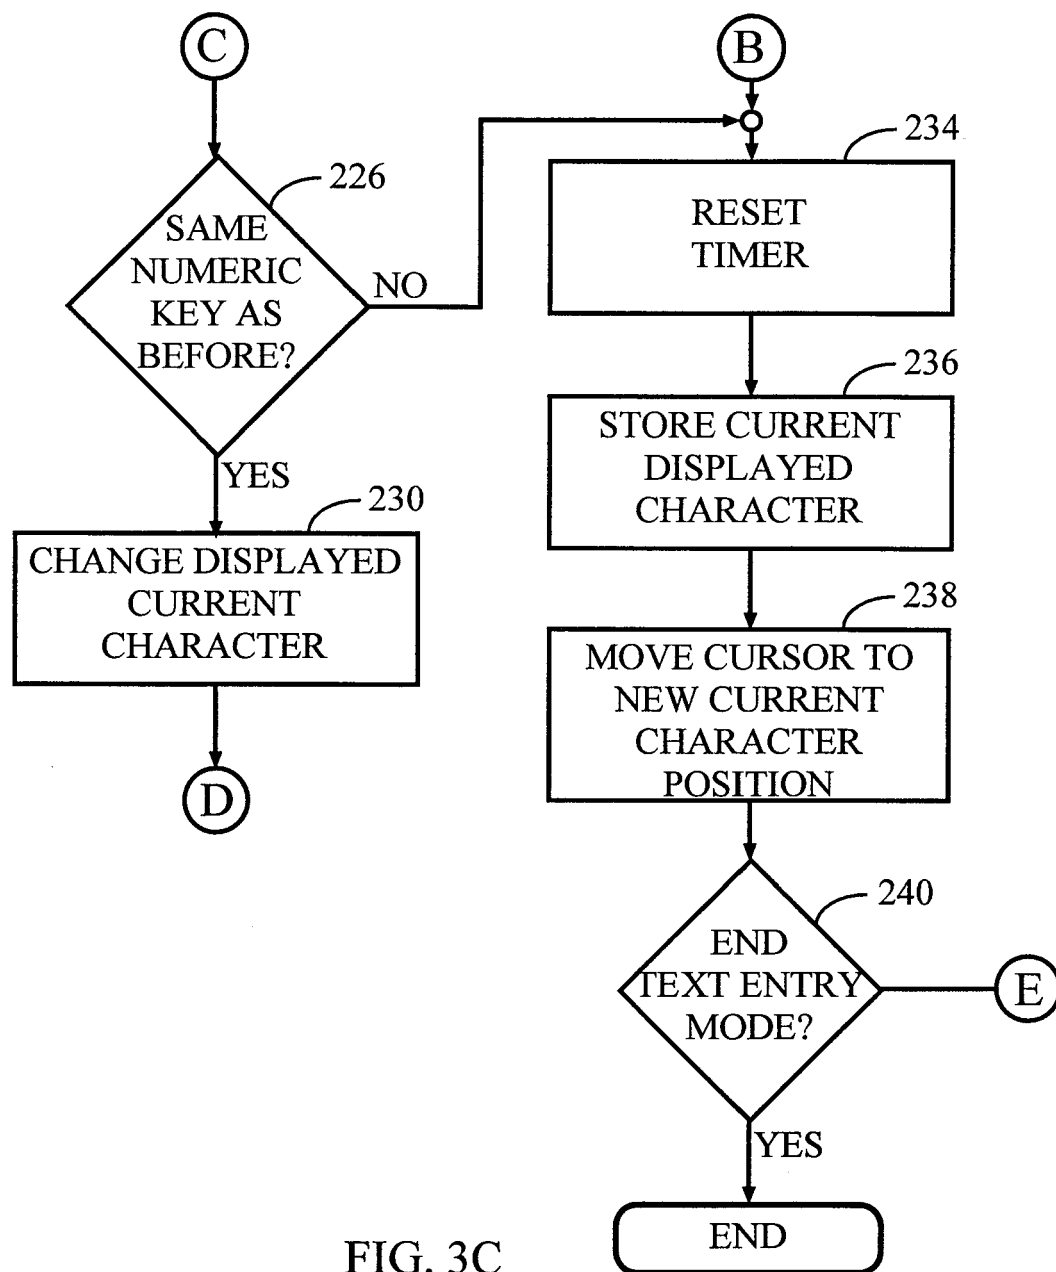 C
226
SAME
NUMERIC
KEY AS
BEFORE?
NO
YES
230
CHANGE DISPLAYED
CURRENT
CHARACTER
D
B
234
RESET
TIMER
236
STORE CURRENT
DISPLAYED
CHARACTER
238
MOVE CURSOR TO
NEW CURRENT
CHARACTER
POSITION
240
END
TEXT ENTRY
MODE?
E
YES
END
FIG. 3C